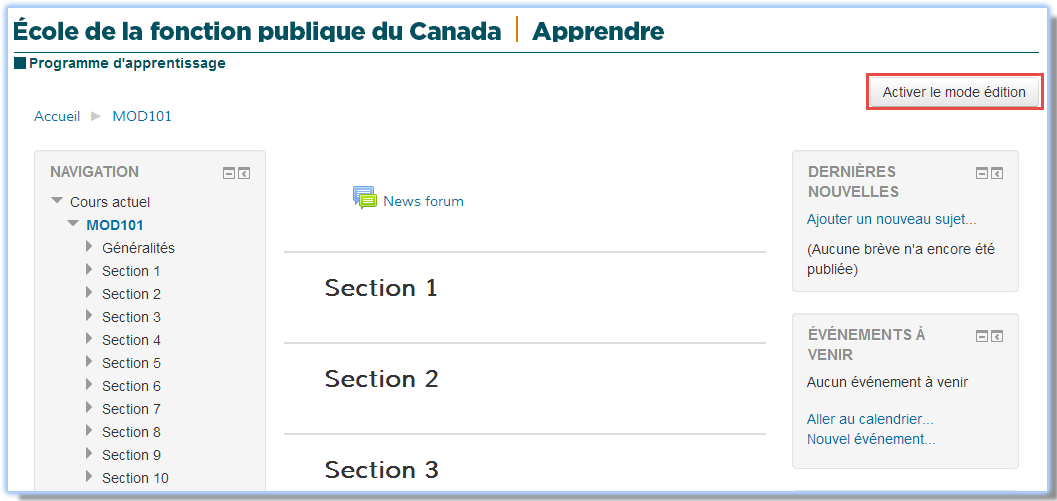 École de la fonction publique du Canada | Apprendre
Programme d'apprentissage
Activer le mode édition
Accueil ► MOD101
NAVIGATION
Cours actuel
MOD101
Généralités
Section 1
Section 2
Section 3
Section 4
Section 5
Section 6
Section 7
Section 8
Section 9
Section 10
News forum
Section 1
Section 2
Section 3
DERNIÈRES
NOUVELLES
Ajouter un nouveau sujet...
(Aucune brève n'a encore été
publiée)
ÉVÉNEMENTS À
VENIR
Aucun événement à venir
Aller au calendrier...
Nouvel événement...